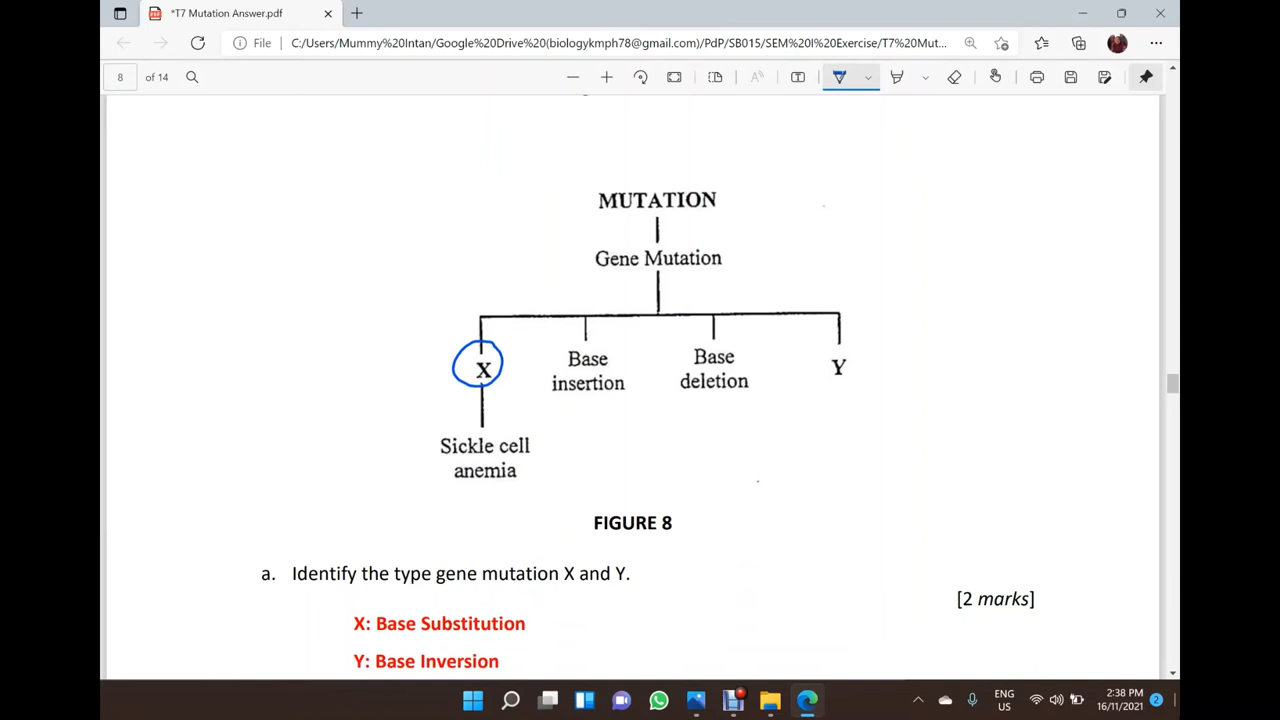 *T7 Mutation Answer.pdf
File
C:/Users/Mummy%20Intan/Google%20Drive%20(biologykmph78@gmail.com)/PdP/SB015/SEM%20I%20Exercise/T7%20Mut...
8 of 14
MUTATION
Gene Mutation
X
Base insertion
Base deletion
Y
Sickle cell
anemia
FIGURE 8
a. Identify the type gene mutation X and Y.
[2 marks]
X: Base Substitution
Y: Base Inversion
ENG
US
2:38 PM
16/11/2021
2